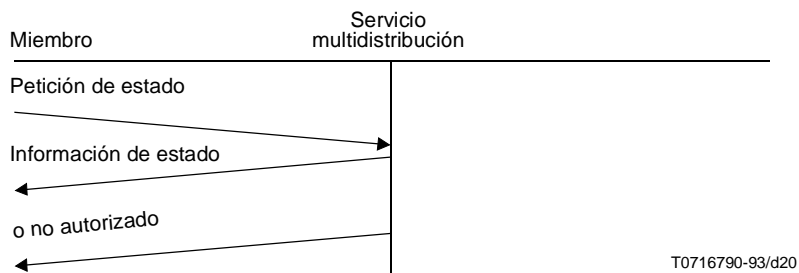 Miembro
Servicio
multidistribución
Petición de estado
Información de estado
o no autorizado
T0716790-93/d20